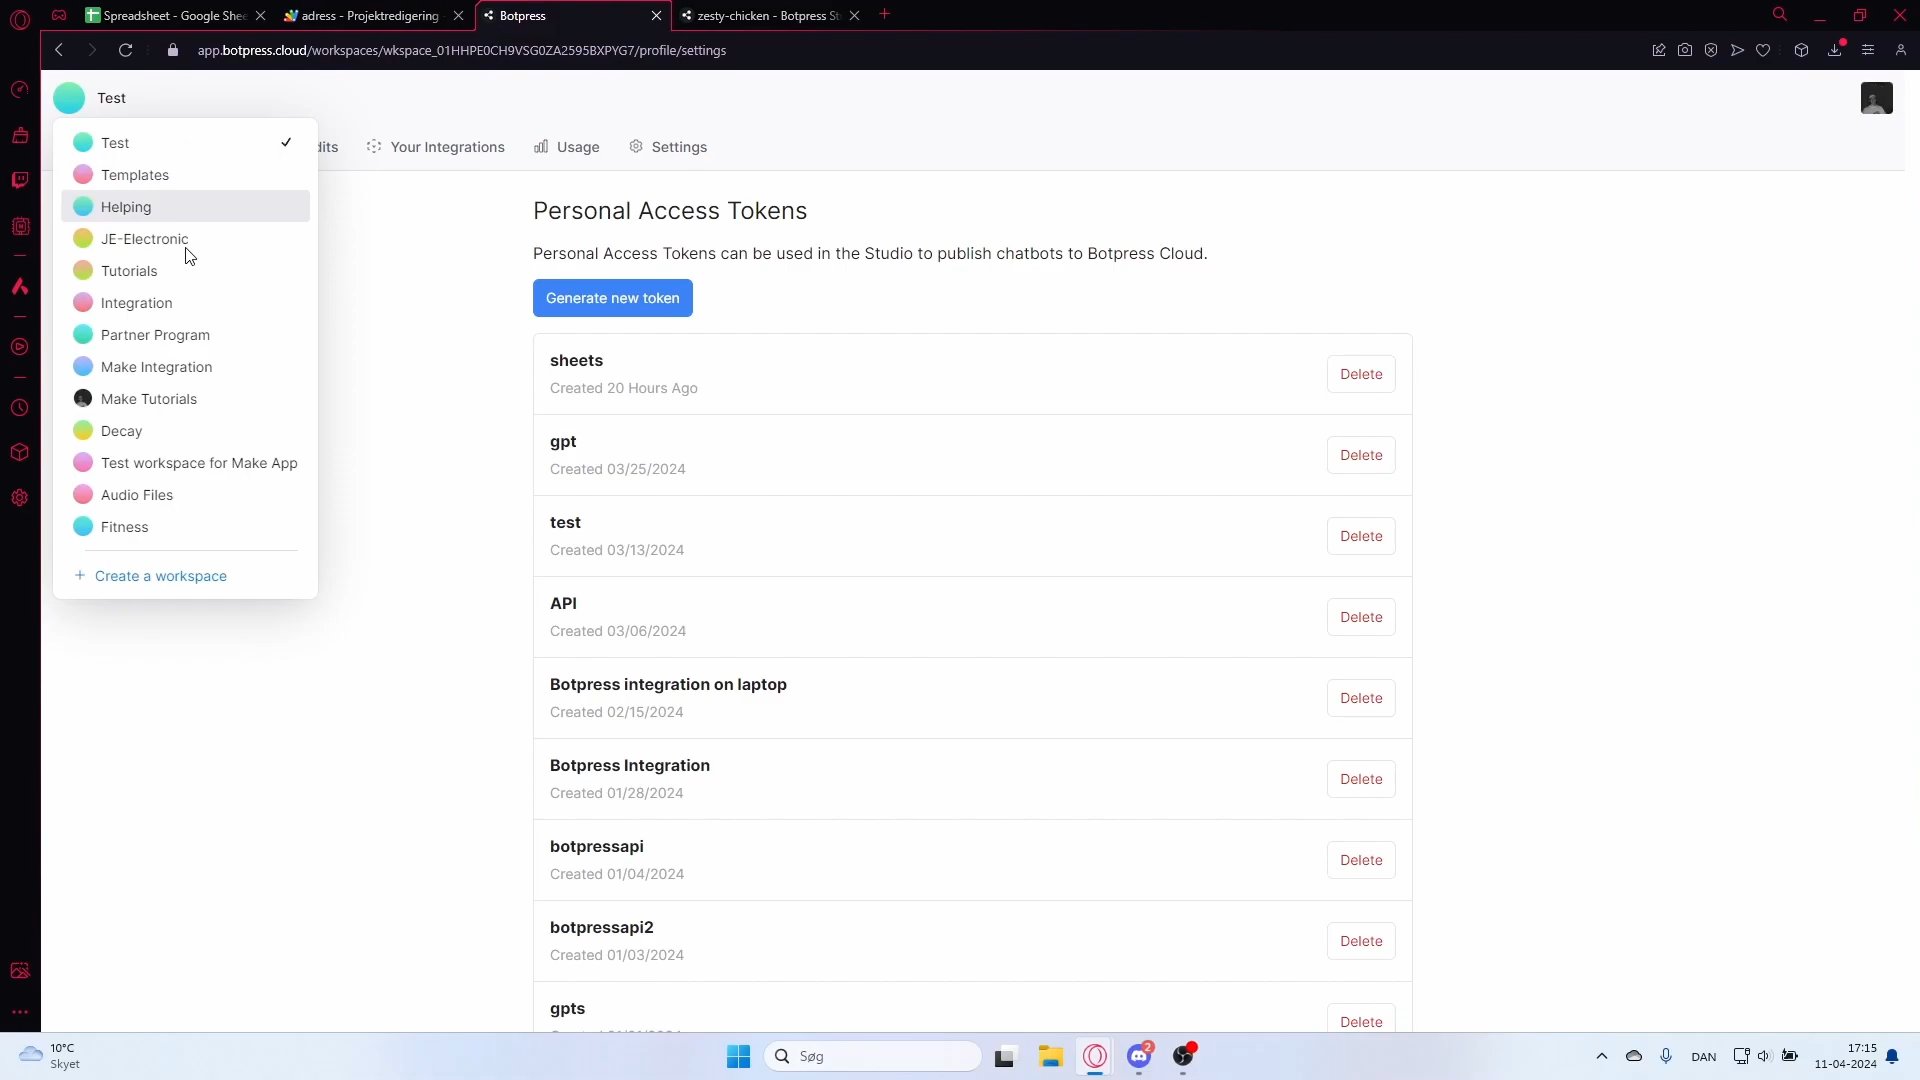 Spreadsheet - Google Shee
adress - Projektredigering
Botpress
zesty-chicken - Botpress St
app.botpress.cloud/workspaces/wkspace_01HHPE0CH9VSG0ZA2595BXPYG7/profile/settings
Test
dits
Your Integrations
Usage
Settings
Test
Templates
Helping
JE-Electronic
Tutorials
Integration
Partner Program
Make Integration
Make Tutorials
Decay
Test workspace for Make App
Audio Files
Fitness
+ Create a workspace
Personal Access Tokens
Personal Access Tokens can be used in the Studio to publish chatbots to Botpress Cloud.
Generate new token
sheets
Created 20 Hours Ago
Delete
gpt
Created 03/25/2024
Delete
test
Created 03/13/2024
Delete
API
Created 03/06/2024
Delete
Botpress integration on laptop
Created 02/15/2024
Delete
Botpress Integration
Created 01/28/2024
Delete
botpressapi
Created 01/04/2024
Delete
botpressapi2
Created 01/03/2024
Delete
gpts
Delete
10°C
Skyet
Søg
2
DAN
17:15
11-04-2024